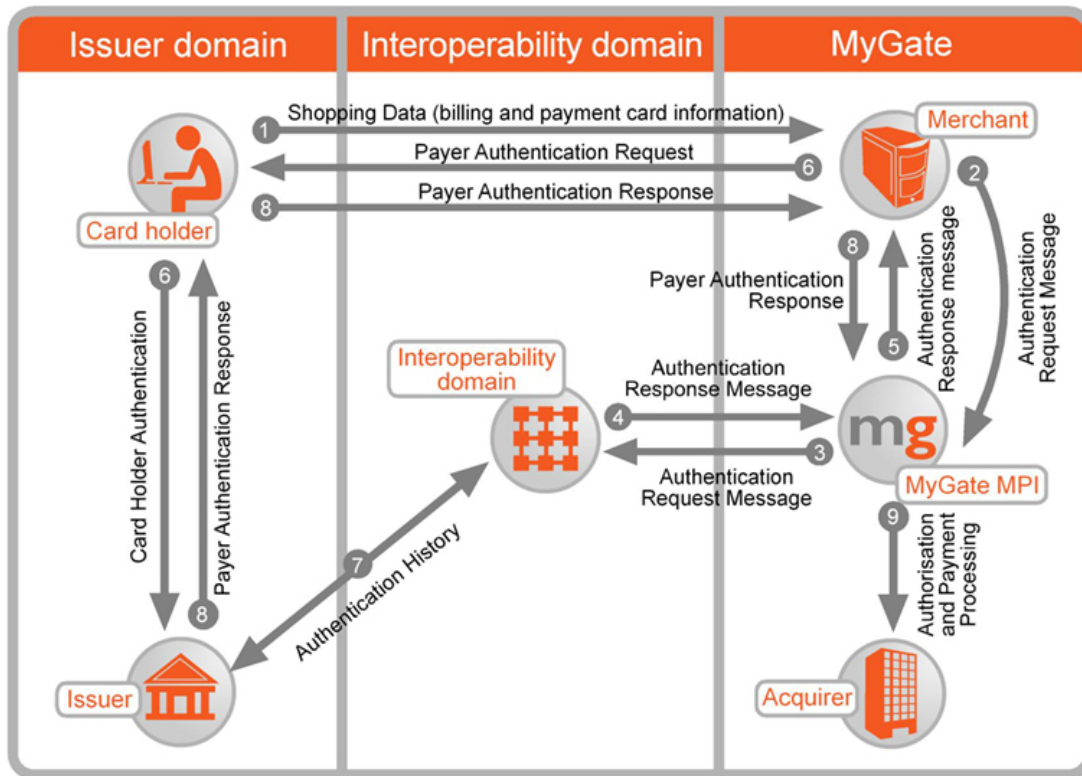 Issuer domain
Interoperability domain
MyGate
Shopping Data (billing and payment card information)
1
Merchant
Payer Authentication Request
6
2
Payer Authentication Response
8
Card holder
6
Card Holder Authentication
Payer Authentication Response
8
8
Payer Authentication
Response
Authentication
Response message
5
Authentication
Request Message
Interoperability
domain
Authentication
Response Message
4
mg
3
Authentication
Request Message
MyGate MPI
7
Authentication History
9
Authorisation
and Payment
Processing
Issuer
Acquirer